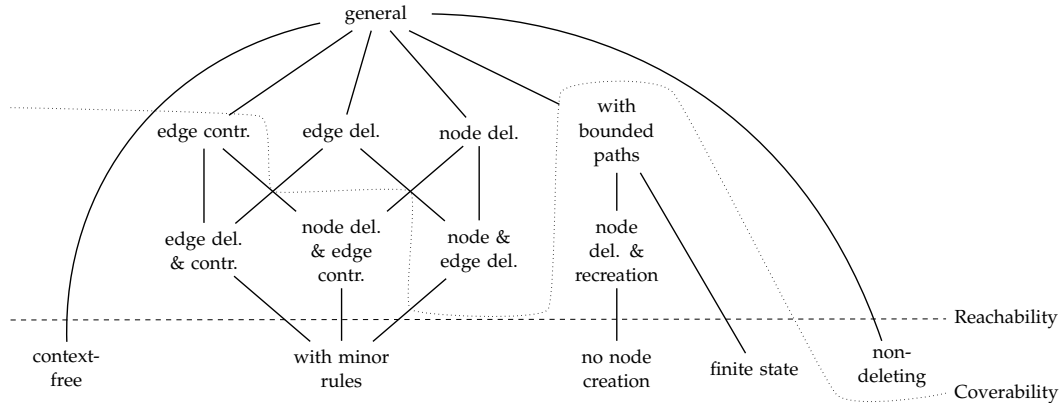 general
with
bounded
paths
edge contr.
edge del.
node del.
edge del.
& contr.
node del.
& edge
contr.
node &
edge del.
node
del. &
recreation
Reachability
context-
free
with minor
rules
no node
creation
finite state
non-
deleting
Coverability